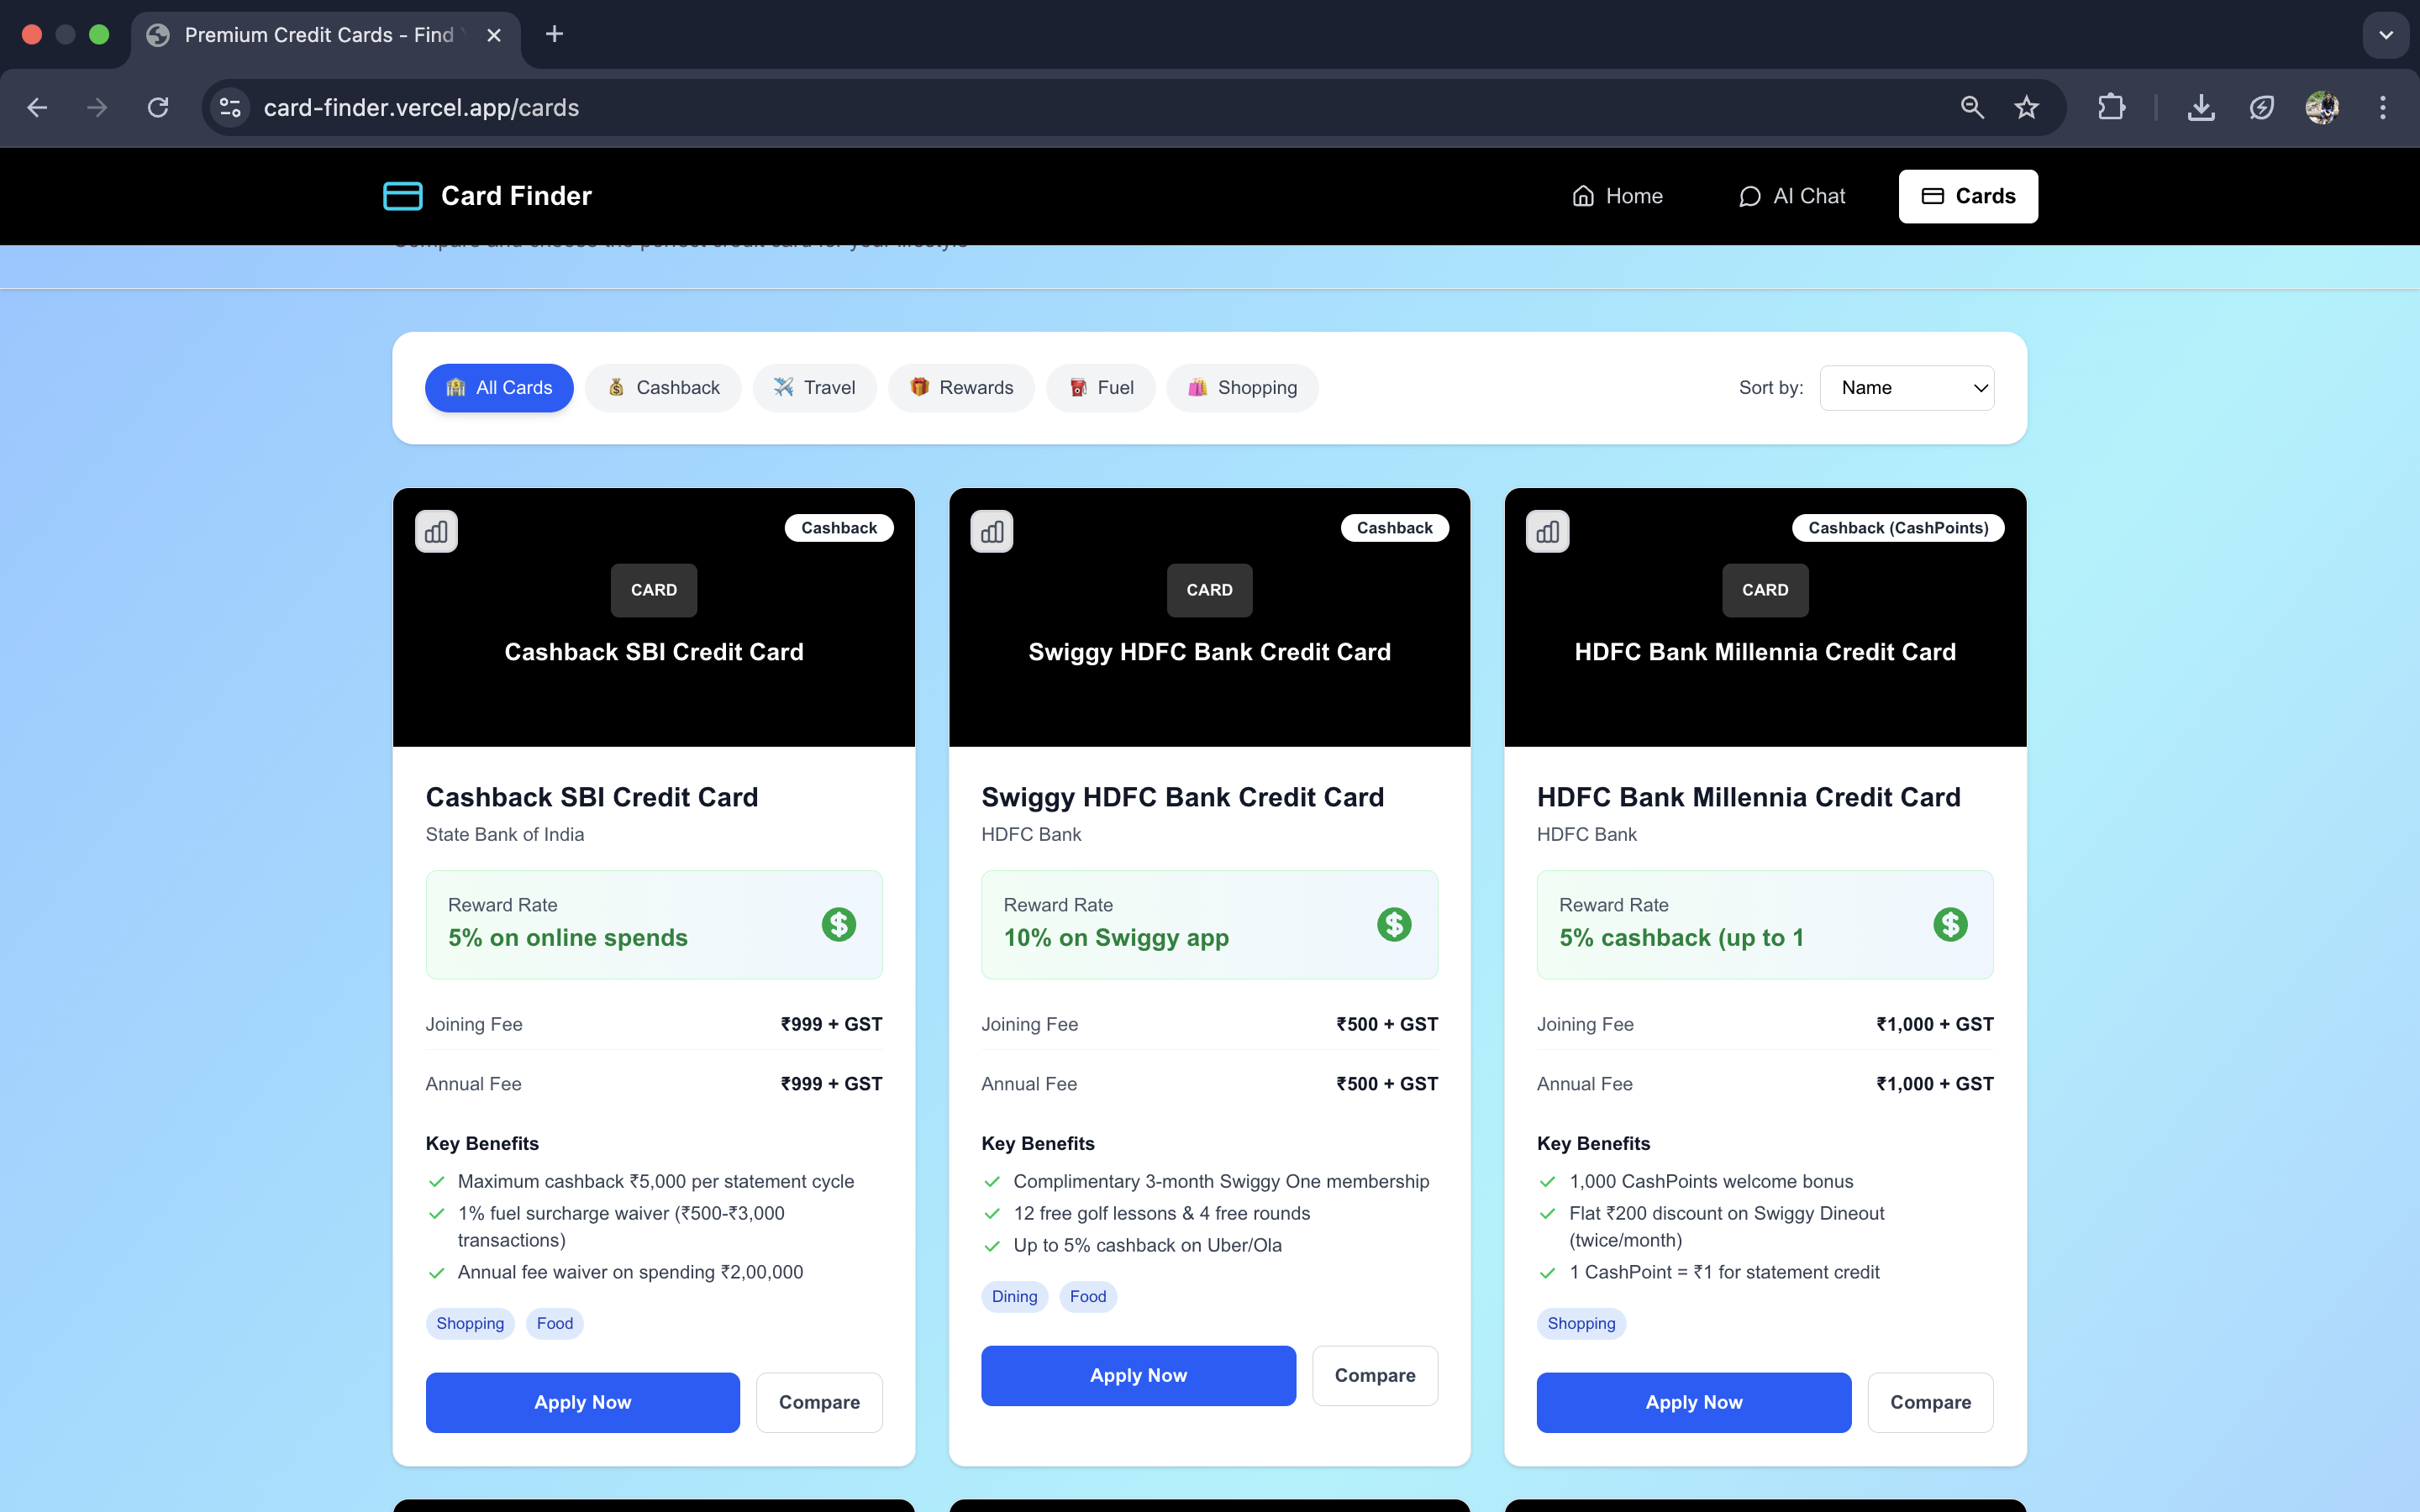 Premium Credit Cards - Find
card-finder.vercel.app/cards
Card Finder
Home
AI Chat
Cards
Compare and choose the perfect credit card for your lifestyle
All Cards
Cashback
Travel
Rewards
Fuel
Shopping
Sort by:
Name
Cashback
CARD
Cashback SBI Credit Card
Cashback SBI Credit Card
State Bank of India
Reward Rate
5% on online spends
Joining Fee
₹999 + GST
Annual Fee
₹999 + GST
Key Benefits
Maximum cashback ₹5,000 per statement cycle
1% fuel surcharge waiver (₹500-₹3,000
transactions)
Annual fee waiver on spending ₹2,00,000
Shopping
Food
Apply Now
Compare
Cashback
CARD
Swiggy HDFC Bank Credit Card
Swiggy HDFC Bank Credit Card
HDFC Bank
Reward Rate
10% on Swiggy app
Joining Fee
₹500 + GST
Annual Fee
₹500 + GST
Key Benefits
Complimentary 3-month Swiggy One membership
12 free golf lessons & 4 free rounds
Up to 5% cashback on Uber/Ola
Dining
Food
Apply Now
Compare
Cashback (CashPoints)
CARD
HDFC Bank Millennia Credit Card
HDFC Bank Millennia Credit Card
HDFC Bank
Reward Rate
5% cashback (up to 1
Joining Fee
₹1,000 + GST
Annual Fee
₹1,000 + GST
Key Benefits
1,000 CashPoints welcome bonus
Flat ₹200 discount on Swiggy Dineout
(twice/month)
1 CashPoint = ₹1 for statement credit
Shopping
Apply Now
Compare